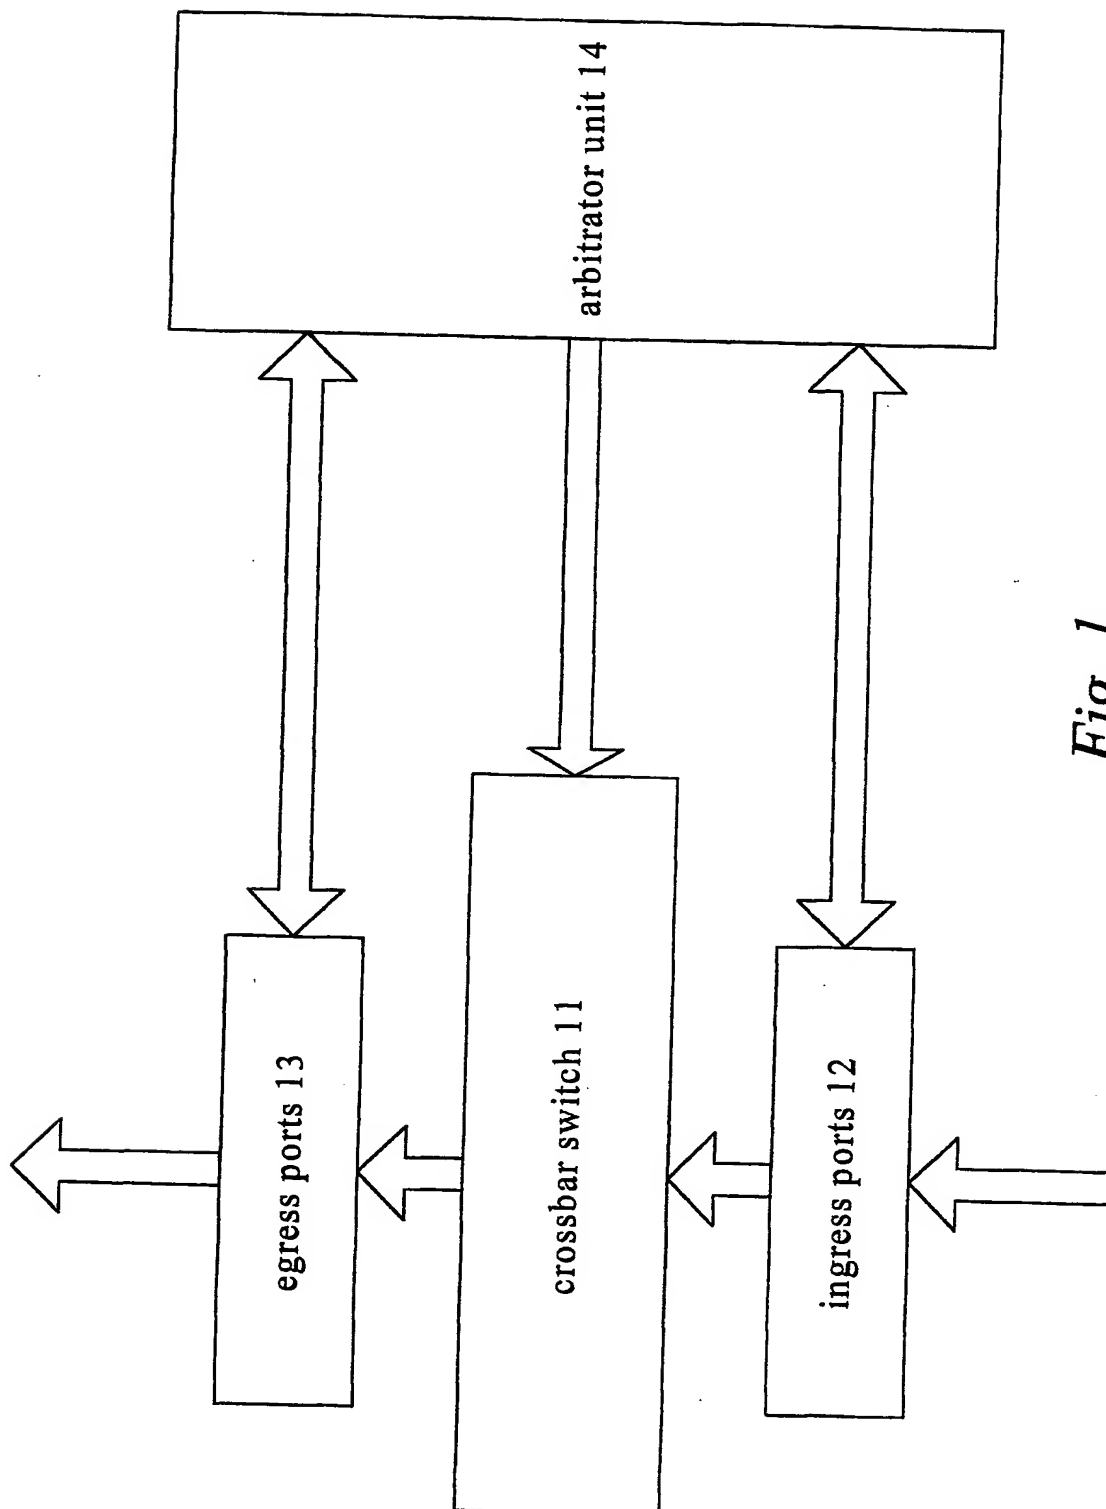 arbitrator unit 14
egress ports 13
crossbar switch 11
ingress ports 12
Fig. 1